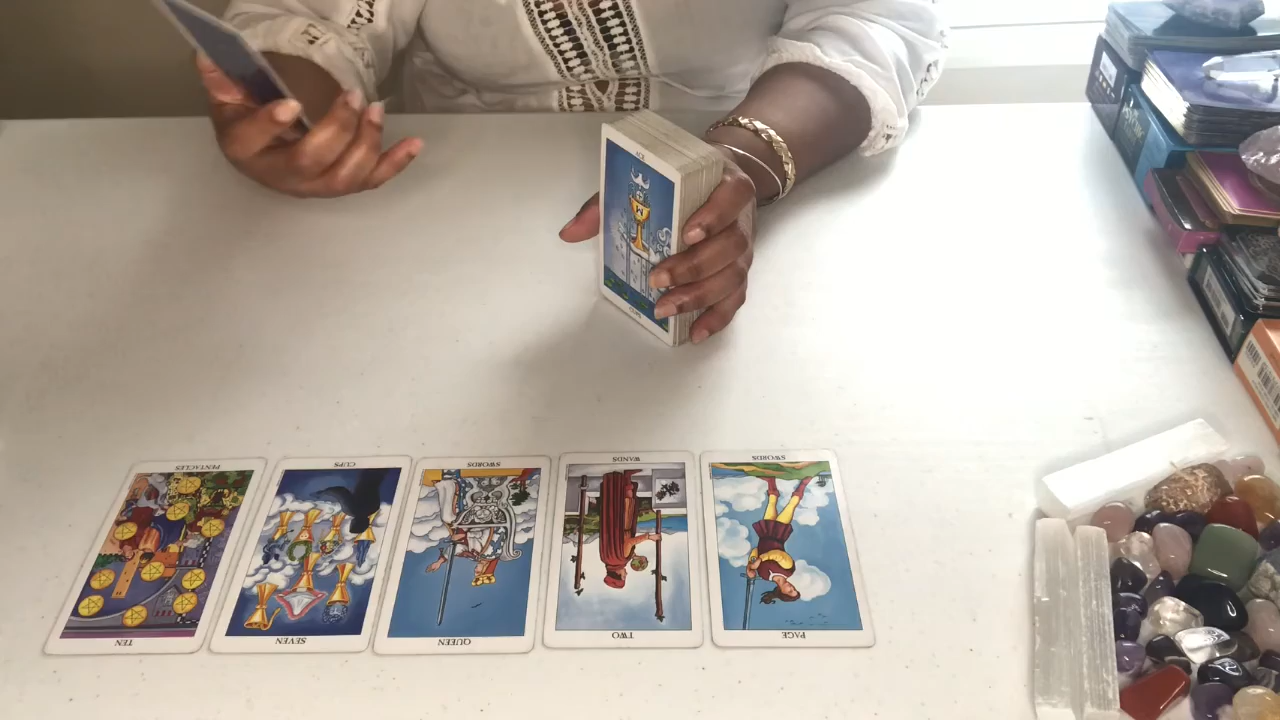 PENTACLES
TEN
CUPS
SEVEN
SWORDS
QUEEN
WANDS
TWO
SWORDS
PAGE